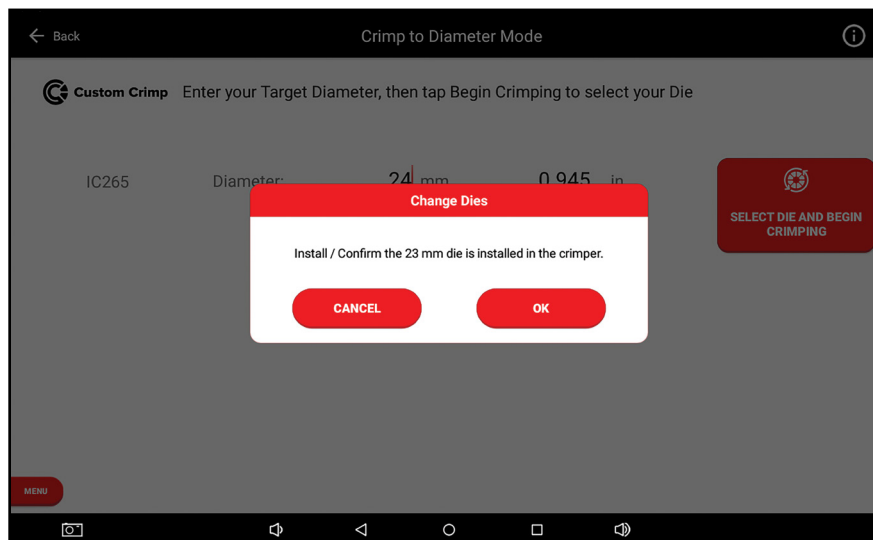 Back
Crimp to Diameter Mode
Custom Crimp
Enter your Target Diameter, then tap Begin Crimping to select your Die
IC265
Diameter:
24 mm
0.945 in
SELECT DIE AND BEGIN
CRIMPING
Change Dies
Install / Confirm the 23 mm die is installed in the crimper.
CANCEL
OK
MENU